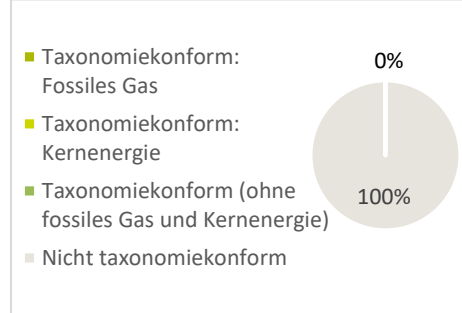 Taxonomiekonform:
Fossiles Gas
Taxonomiekonform:
Kernenergie
Taxonomiekonform (ohne
fossiles Gas und Kernenergie)
Nicht taxonomiekonform
0%
100%